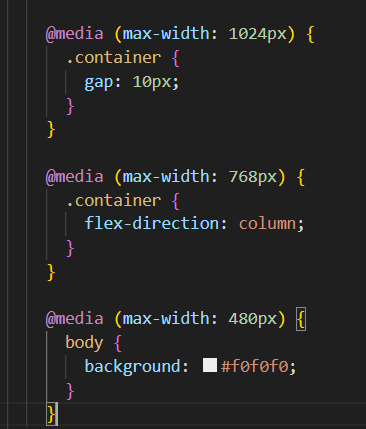 @media (max-width: 1024px) {
  .container {
    gap: 10px;
  }
}

@media (max-width: 768px) {
  .container {
    flex-direction: column;
  }
}

@media (max-width: 480px) {
  body {
    background: #f0f0f0;
  }
}